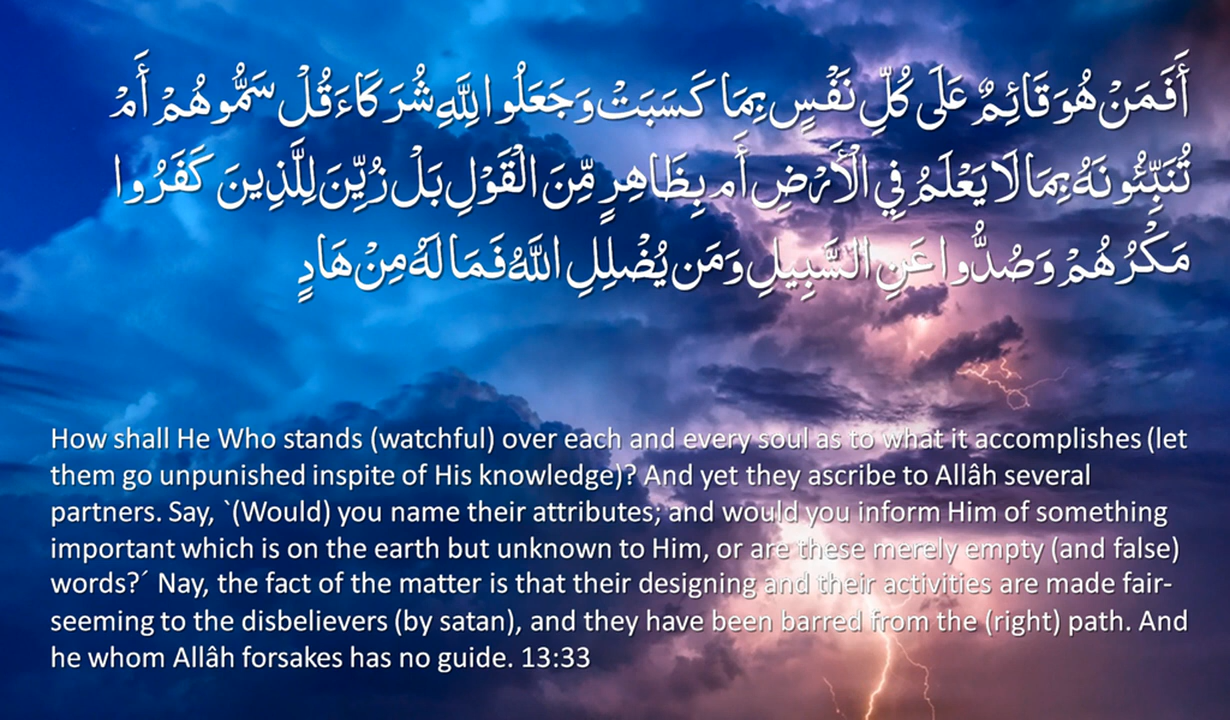 أَفَمَنْ هُوَ قَائِمٌ عَلَى كُلِّ نَفْسٍ بِمَا كَسَبَتْ وَجَعَلُوا لِلَّهِ شُرَكَاءَ قُلْ سَمُّوهُمْ أَمْ
تُنَبِّئُونَهُ بِمَا لَا يَعْلَمُ فِي الْأَرْضِ أَم بِظَاهِرٍ مِّنَ الْقَوْلِ بَلْ زُيِّنَ لِلَّذِينَ كَفَرُوا
مَكْرُهُمْ وَصُدُّوا عَنِ السَّبِيلِ وَمَن يُضْلِلِ اللَّهُ فَمَا لَهُ مِنْ هَادٍ
How shall He Who stands (watchful) over each and every soul as to what it accomplishes (let
them go unpunished inspite of His knowledge)? And yet they ascribe to Allâh several
partners. Say, `(Would) you name their attributes; and would you inform Him of something
important which is on the earth but unknown to Him, or are these merely empty (and false)
words?´ Nay, the fact of the matter is that their designing and their activities are made fair-
seeming to the disbelievers (by satan), and they have been barred from the (right) path. And
he whom Allâh forsakes has no guide. 13:33